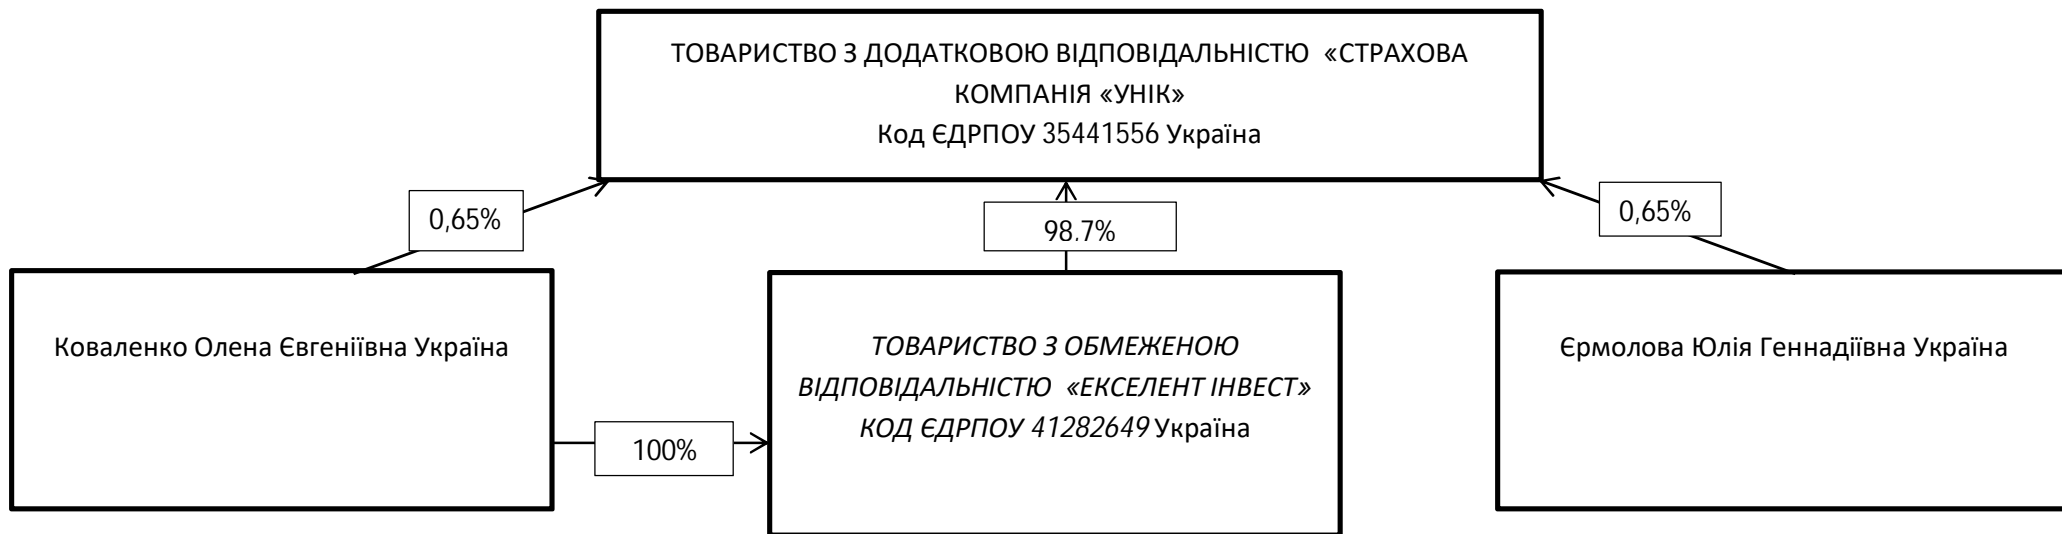 ТОВАРИСТВО З ДОДАТКОВОЮ ВІДПОВІДАЛЬНІСТЮ «СТРАХОВА
КОМПАНІЯ «УНІК»
Код ЄДРПОУ 35441556 Україна
0,65%
98.7%
0,65%
Коваленко Олена Євгеніївна Україна
ТОВАРИСТВО З ОБМЕЖЕНОЮ
ВІДПОВІДАЛЬНІСТЮ «ЕКСЕЛЕНТ ІНВЕСТ»
КОД ЄДРПОУ 41282649 Україна
Єрмолова Юлія Геннадіївна Україна
100%